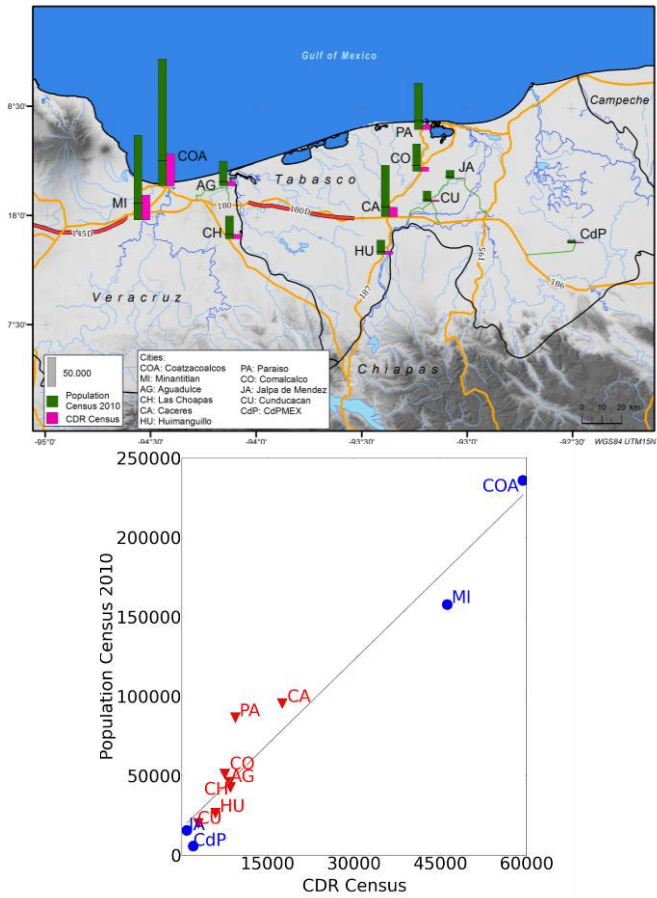 Gulf of Mexico
Campeche
8°30'
COA
PA
CO
JA
AG
Tabasco
MI
CA
CU
180
180D
18°0
145D
CH
CdP
HU
195
186
187
Veracruz
7°30'
Chiapas
50.000
Population
Census 2010
CDR Census
Cities:
COA: Coatzacoalcos
MI: Minantitlan
AG: Aguadulce
CH: Las Choapas
CA: Caceres
HU: Huimanguillo
PA: Paraiso
CO: Comalcalco
JA: Jalpa de Mendez
CU: Cunducacan
CdP: CdPMEX
0 10 20 km
-95°0'
-94°30'
-94°0
-93°30'
-93°0
-92°30'
WGS84 UTM15N
250000
COA
200000
MI
150000
Population Census 2010
CA
PA
100000
CO
AG
50000
CH
HU
CU
JA
CdP
0
15000
30000
45000
60000
CDR Census